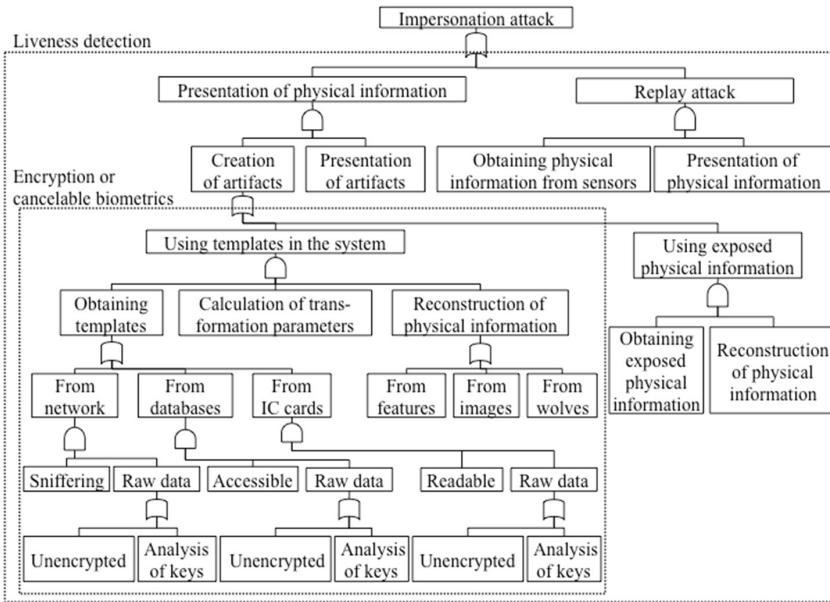 Impersonation attack
Liveness detection
Presentation of physical information
Replay attack
Creation
of artifacts
Presentation
of artifacts
Obtaining physical
information from sensors
Presentation of
physical information
Encryption or
cancelable biometrics
Using templates in the system
Using exposed
physical information
Obtaining
templates
Calculation of trans-
formation parameters
Reconstruction of
physical information
Obtaining
exposed
physical
information
Reconstruction
of physical
information
From
network
From
databases
From
IC cards
From
features
From
images
From
wolves
Sniffering
Raw data
Accessible
Raw data
Readable
Raw data
Unencrypted
Analysis
of keys
Unencrypted
Analysis
of keys
Unencrypted
Analysis
of keys